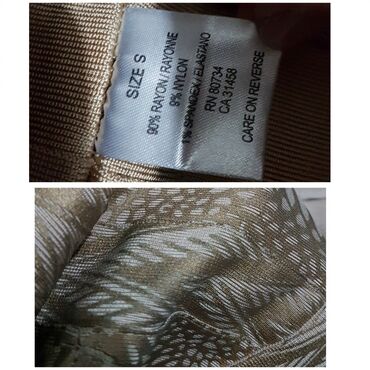 SIZE S
90% RAYON / RAYONNE
9% NYLON
1% SPANDEX / ELASTANO
RN 80734
CA 31458
CARE ON REVERSE